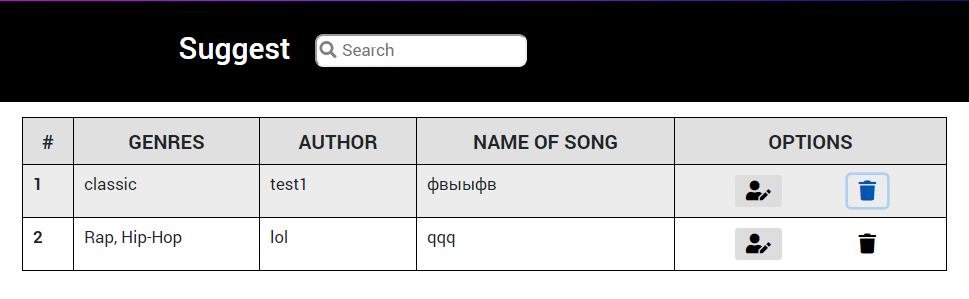 Suggest Search
# GENRES AUTHOR NAME OF SONG OPTIONS
1 classic test1 фвыыфв
2 Rap, Hip-Hop lol qqq